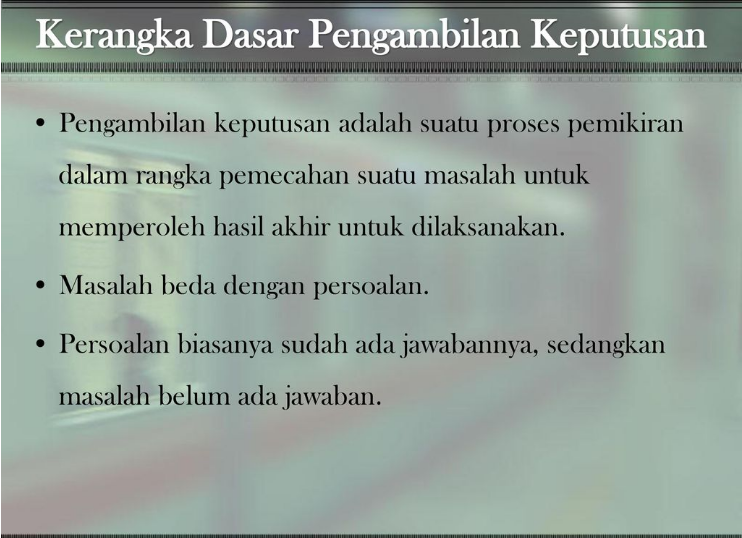 Kerangka Dasar Pengambilan Keputusan
• Pengambilan keputusan adalah suatu proses pemikiran
dalam rangka pemecahan suatu masalah untuk
memperoleh hasil akhir untuk dilaksanakan.
• Masalah beda dengan persoalan.
• Persoalan biasanya sudah ada jawabannya, sedangkan
masalah belum ada jawaban.